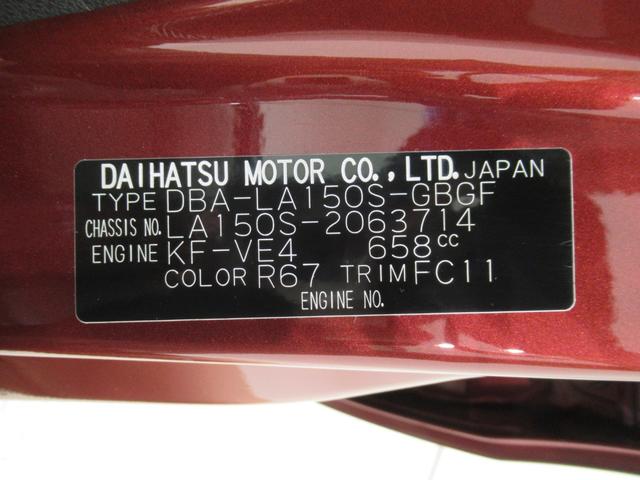 DAIHATSU MOTOR CO.,LTD. JAPAN
TYPE DBA-LA150S-GBGF
CHASSIS NO. LA150S-2063714
ENGINE KF-VE4 658cc
COLOR R67 TRIM FC11
ENGINE NO.